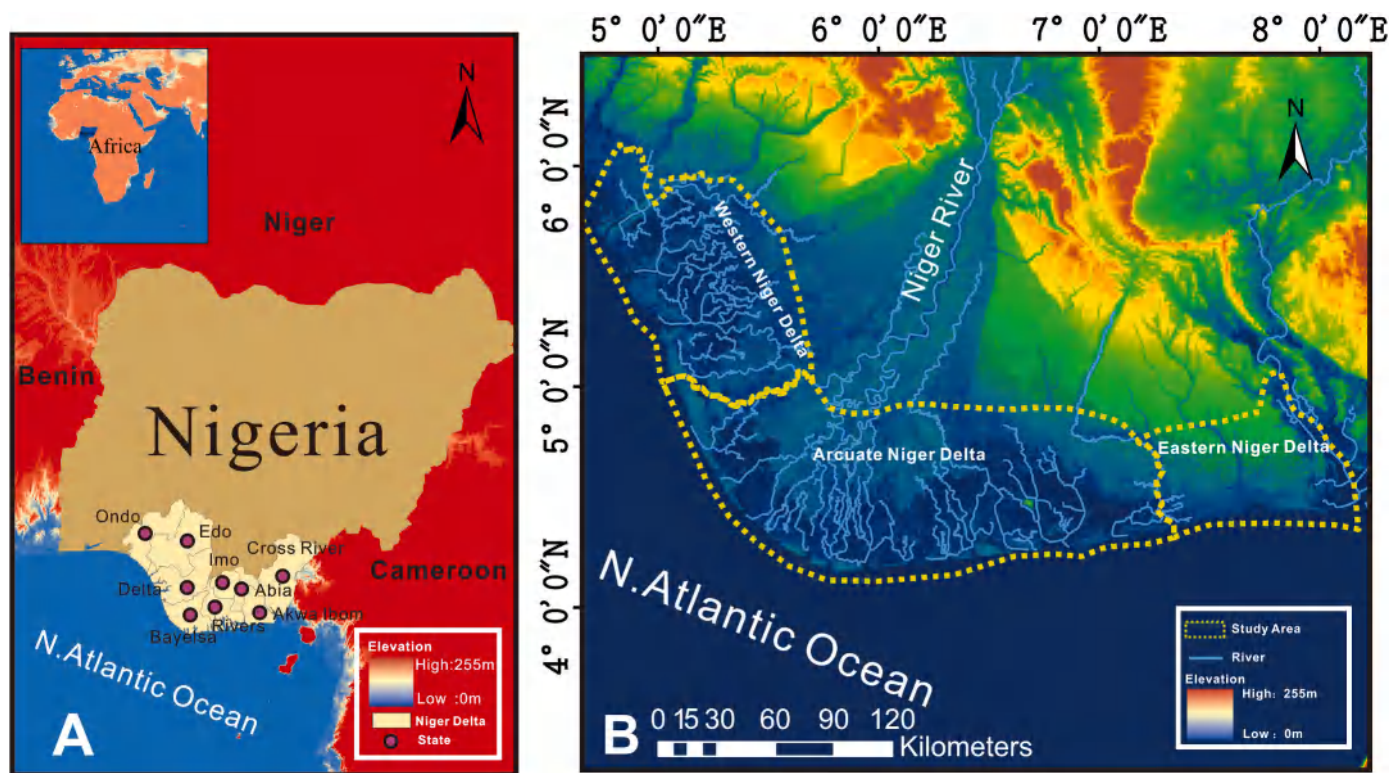 Africa
N
Niger
Benin
Nigeria
Ondo
Edo
Imo
Cross River
Delta
Abia
Cameroon
Bayelsa
Rivers
Akwa Ibom
N.Atlantic Ocean
A
Elevation
High:255m
Low :0m
Niger Delta
State
5° 0′0″E
6° 0′0″E
7° 0′0″E
8° 0′0″E
6° 0′0″N
5° 0′0″N
4° 0′0″N
N
Western Niger Delta
Niger River
Arcuate Niger Delta
Eastern Niger Delta
N.Atlantic Ocean
B
0 15 30 60 90 120
Kilometers
Study Area
River
Elevation
High: 255m
Low : 0m